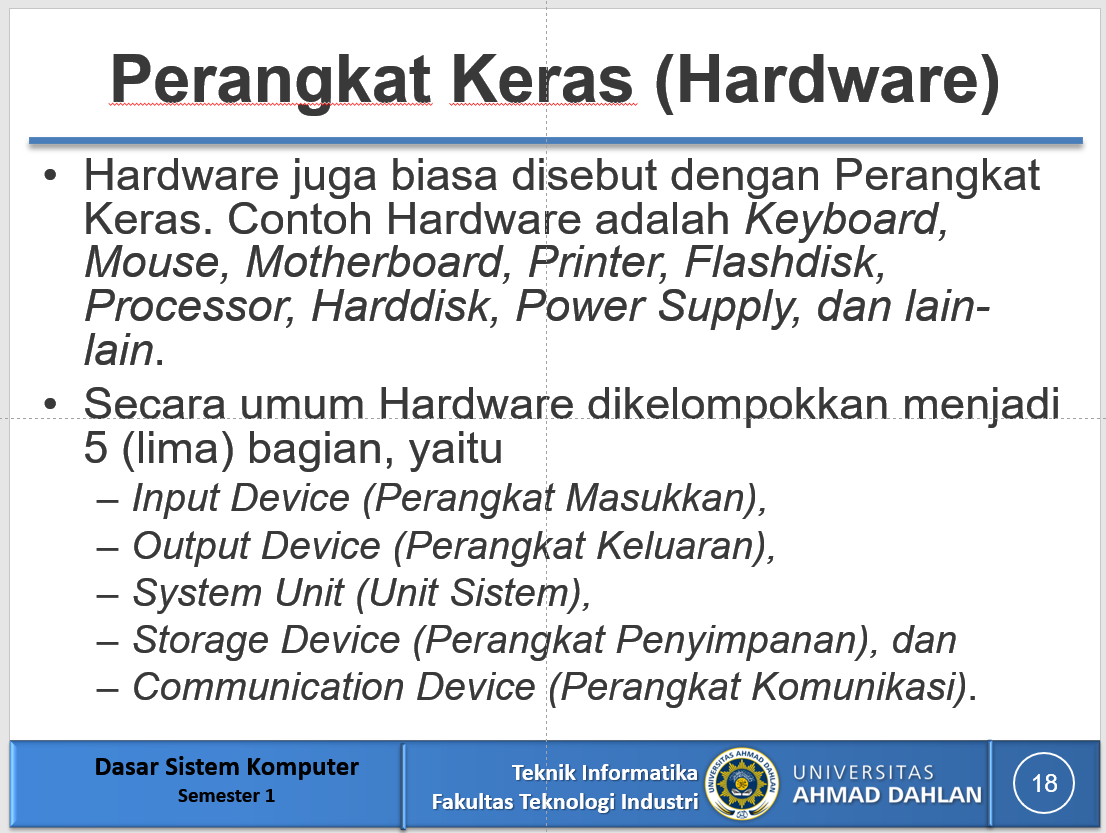 Perangkat Keras (Hardware)
• Hardware juga biasa disebut dengan Perangkat
Keras. Contoh Hardware adalah Keyboard,
Mouse, Motherboard, Printer, Flashdisk,
Processor, Harddisk, Power Supply, dan lain-
lain.
• Secara umum Hardware dikelompokkan menjadi
5 (lima) bagian, yaitu
– Input Device (Perangkat Masukkan),
– Output Device (Perangkat Keluaran),
– System Unit (Unit Sistem),
– Storage Device (Perangkat Penyimpanan), dan
– Communication Device (Perangkat Komunikasi).
Dasar Sistem Komputer
Semester 1
Teknik Informatika
Fakultas Teknologi Industri
UNIVERSITAS AHMAD DAHLAN
UNIVERSITAS
AHMAD DAHLAN
18